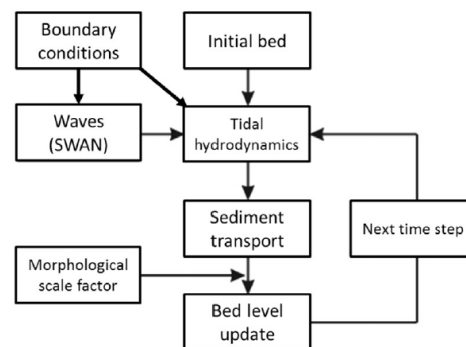 Boundary
conditions
Initial bed
Waves
(SWAN)
Tidal
hydrodynamics
Sediment
transport
Next time step
Morphological
scale factor
Bed level
update